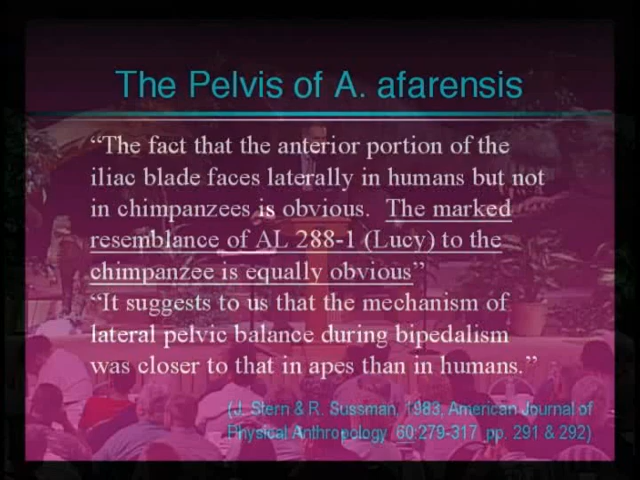 The Pelvis of A. afarensis
“The fact that the anterior portion of the
iliac blade faces laterally in humans but not
in chimpanzees is obvious. The marked
resemblance of AL 288-1 (Lucy) to the
chimpanzee is equally obvious”
“It suggests to us that the mechanism of
lateral pelvic balance during bipedalism
was closer to that in apes than in humans.”
(J. Stern & R. Sussman, 1983, American Journal of
Physical Anthropology 60:279-317 pp. 291 & 292)